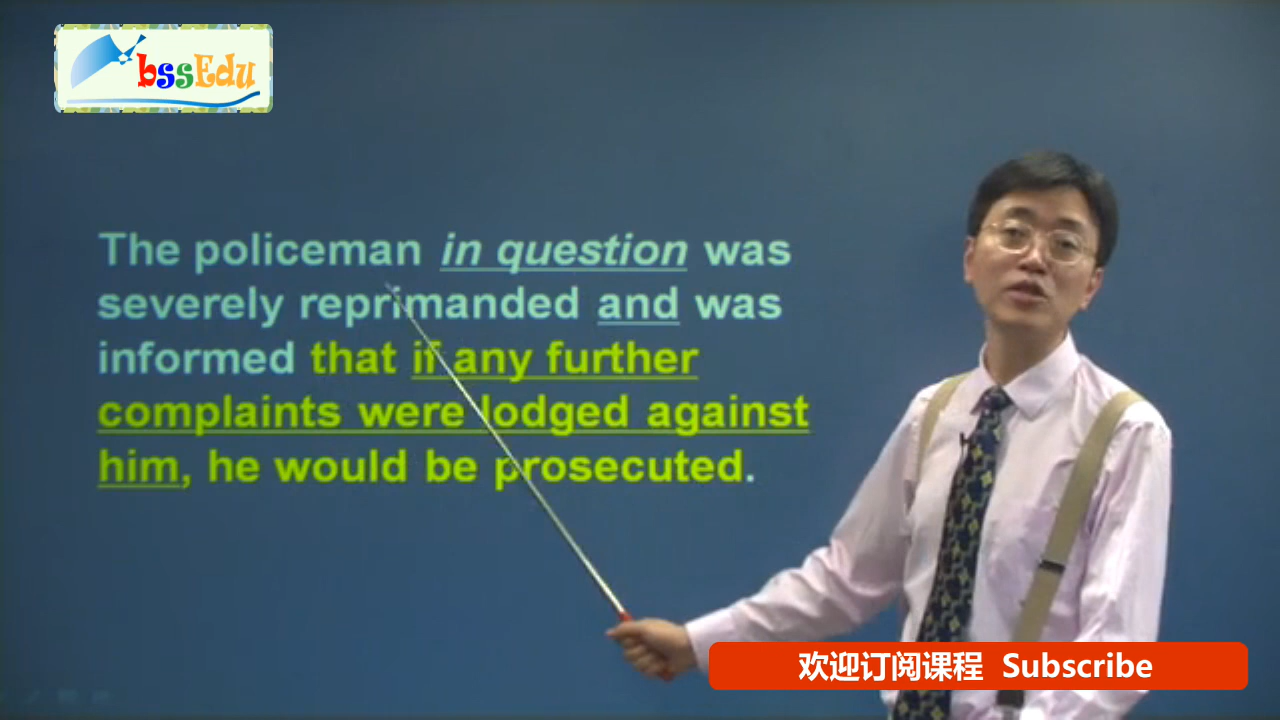 bssEdu
The policeman in question was
severely reprimanded and was
informed that if any further
complaints were lodged against
him, he would be prosecuted.
欢迎订阅课程 Subscribe